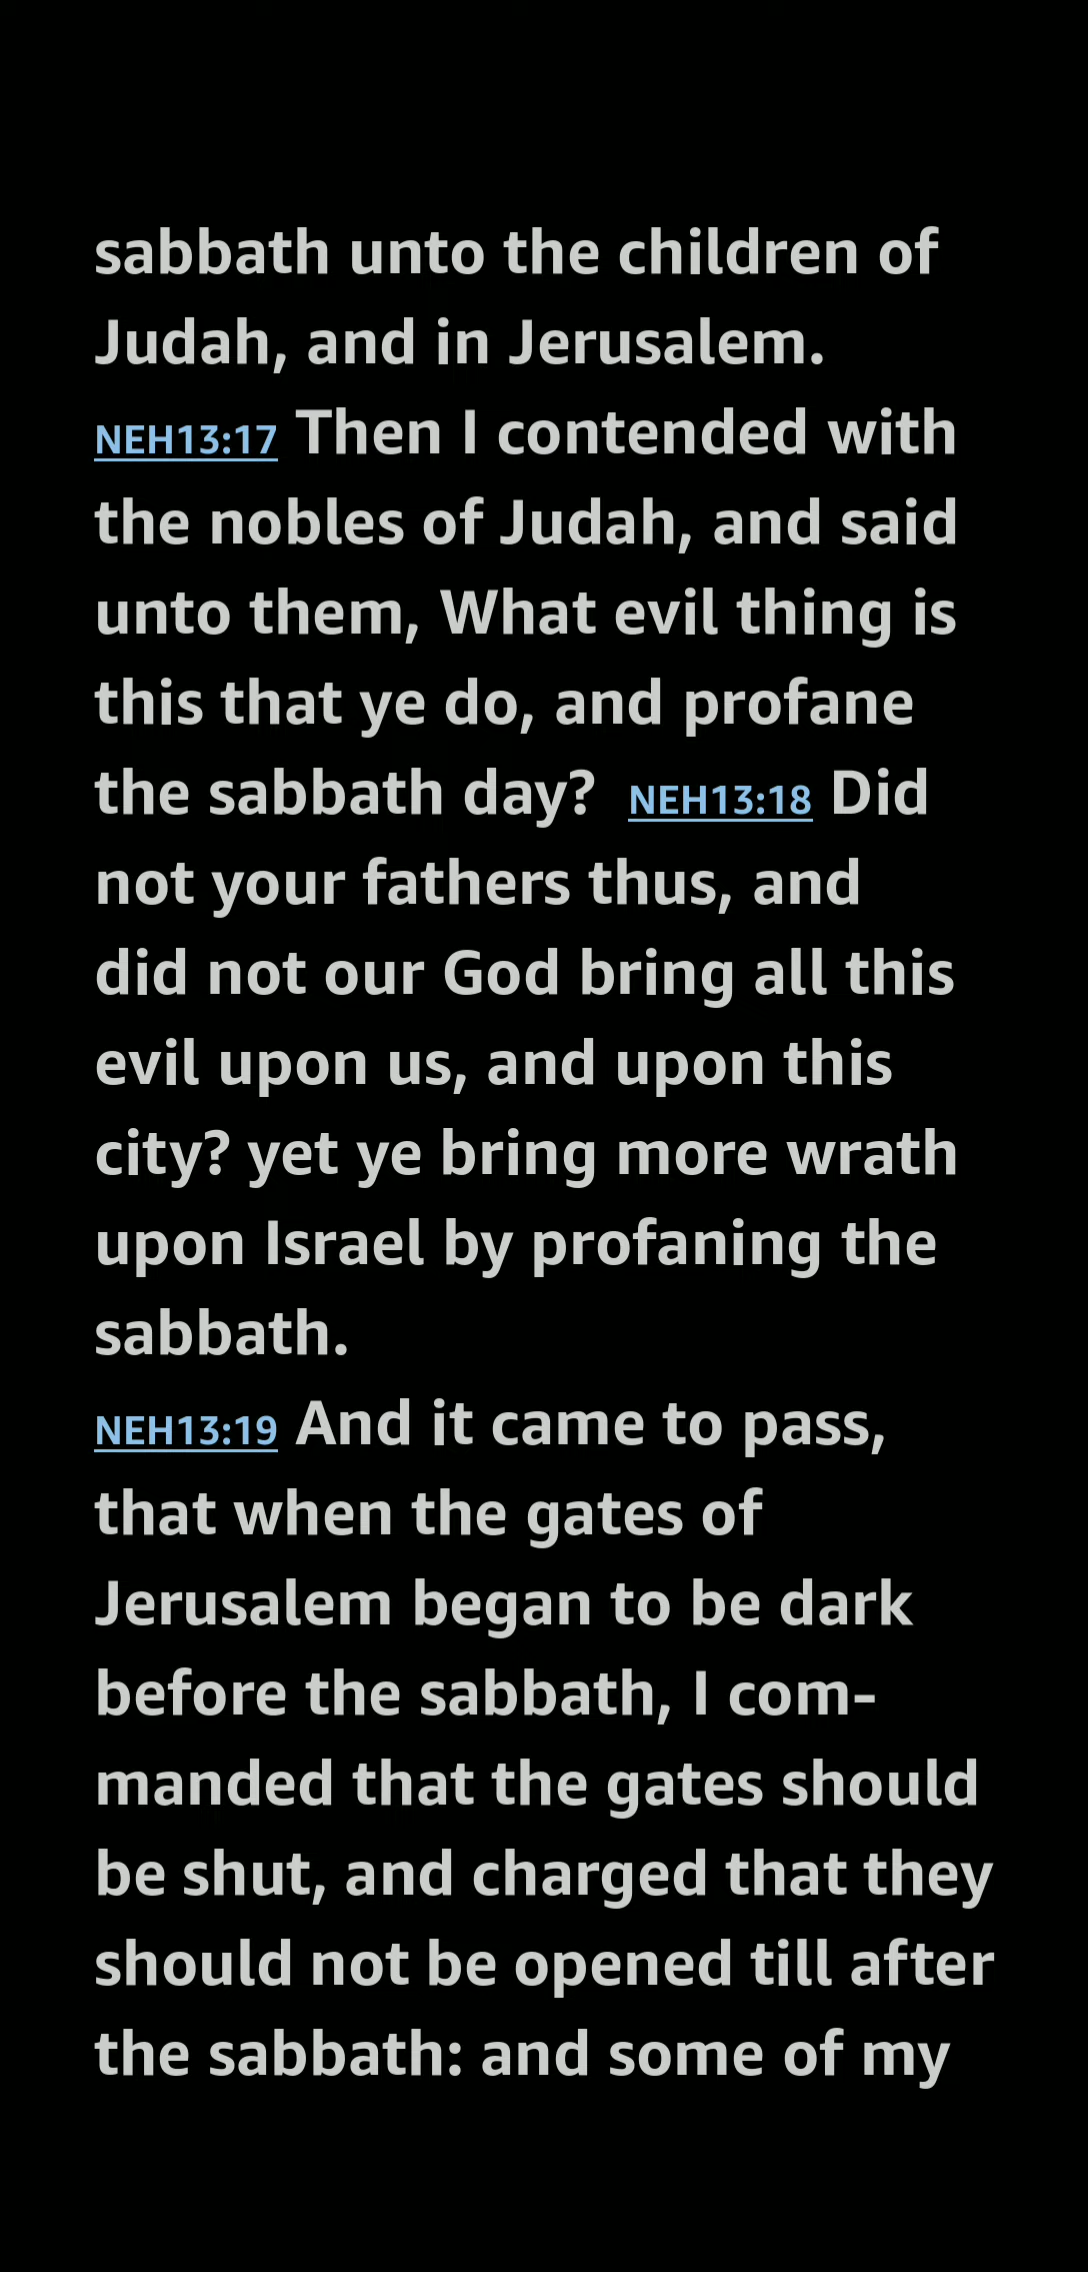 sabbath unto the children of
Judah, and in Jerusalem.
NEH13:17 Then I contended with
the nobles of Judah, and said
unto them, What evil thing is
this that ye do, and profane
the sabbath day? NEH13:18 Did
not your fathers thus, and
did not our God bring all this
evil upon us, and upon this
city? yet ye bring more wrath
upon Israel by profaning the
sabbath.
NEH13:19 And it came to pass,
that when the gates of
Jerusalem began to be dark
before the sabbath, I com-
manded that the gates should
be shut, and charged that they
should not be opened till after
the sabbath: and some of my